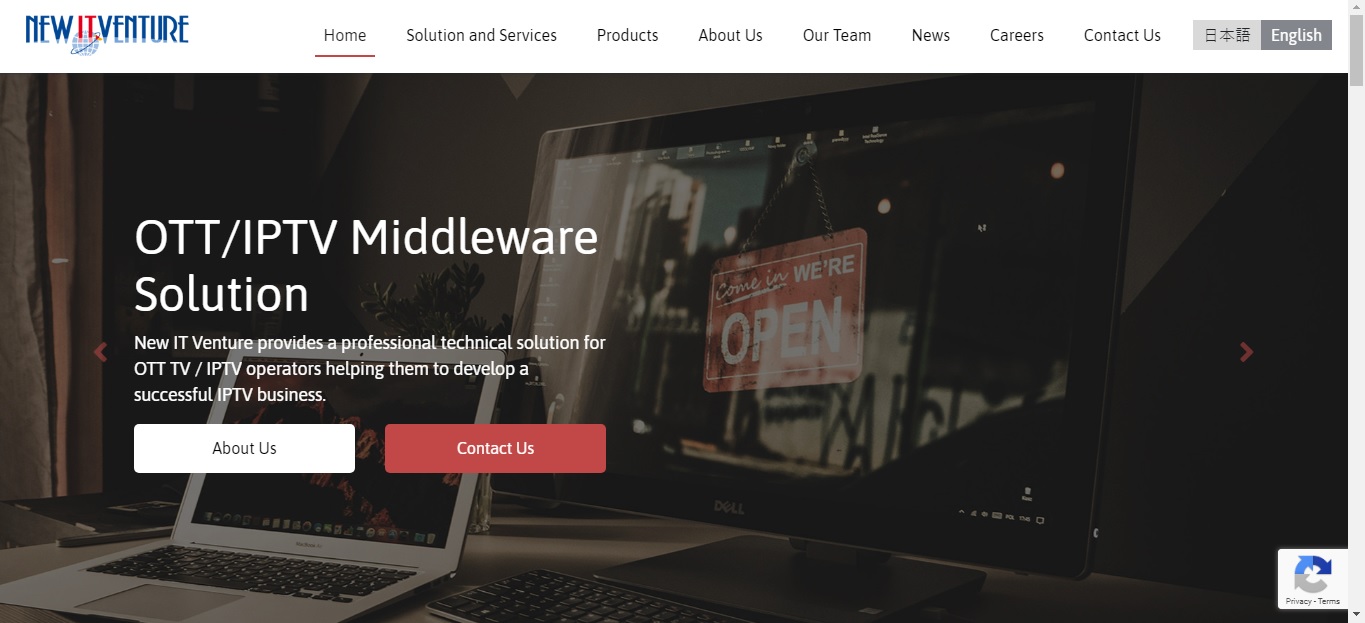 NEW IT VENTURE
Home
Solution and Services
Products
About Us
Our Team
News
Careers
Contact Us
日本語
English
OTT/IPTV Middleware
Solution
New IT Venture provides a professional technical solution for
OTT TV / IPTV operators helping them to develop a
successful IPTV business.
About Us
Contact Us
Come in WE'RE
OPEN
DELL
MacBook Air
Privacy - Terms